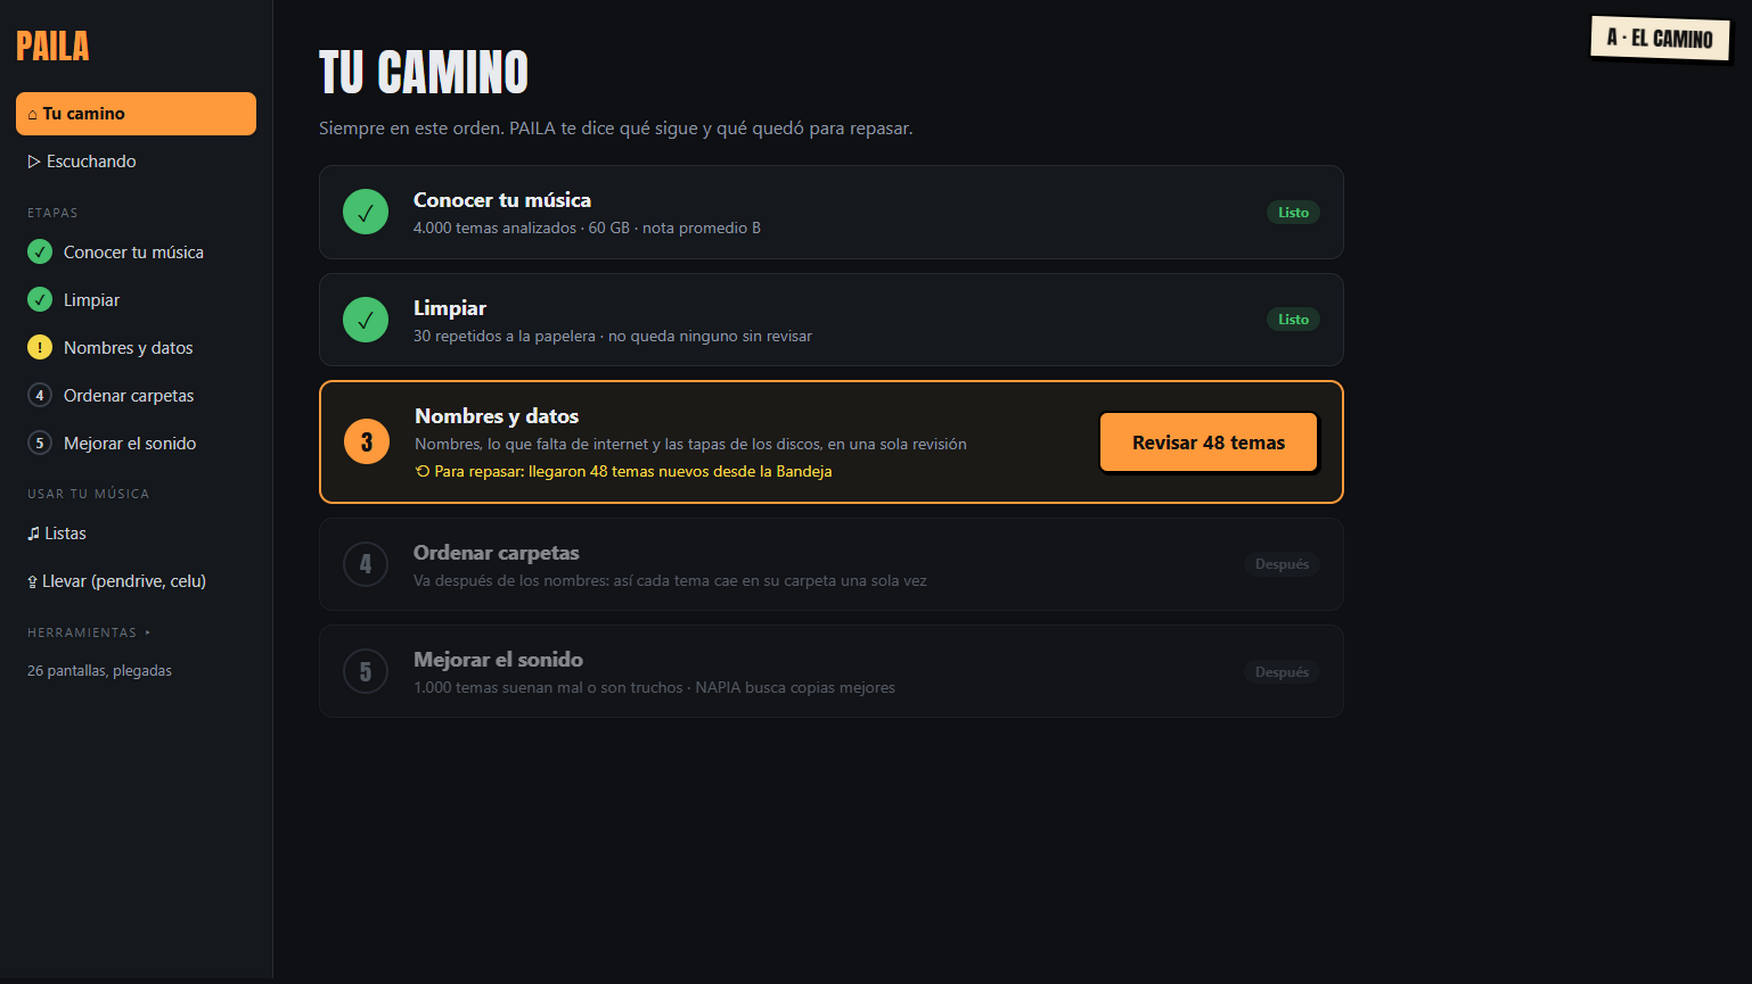 PAILA
⌂ Tu camino
▷ Escuchando
ETAPAS
✓ Conocer tu música
✓ Limpiar
! Nombres y datos
4 Ordenar carpetas
5 Mejorar el sonido
USAR TU MÚSICA
♫ Listas
⇪ Llevar (pendrive, celu)
HERRAMIENTAS ▸
26 pantallas, plegadas
A · EL CAMINO
TU CAMINO
Siempre en este orden. PAILA te dice qué sigue y qué quedó para repasar.
✓ Conocer tu música
4.000 temas analizados · 60 GB · nota promedio B
Listo
✓ Limpiar
30 repetidos a la papelera · no queda ninguno sin revisar
Listo
3 Nombres y datos
Nombres, lo que falta de internet y las tapas de los discos, en una sola revisión
⟲ Para repasar: llegaron 48 temas nuevos desde la Bandeja
Revisar 48 temas
4 Ordenar carpetas
Va después de los nombres: así cada tema cae en su carpeta una sola vez
Después
5 Mejorar el sonido
1.000 temas suenan mal o son truchos · NAPIA busca copias mejores
Después